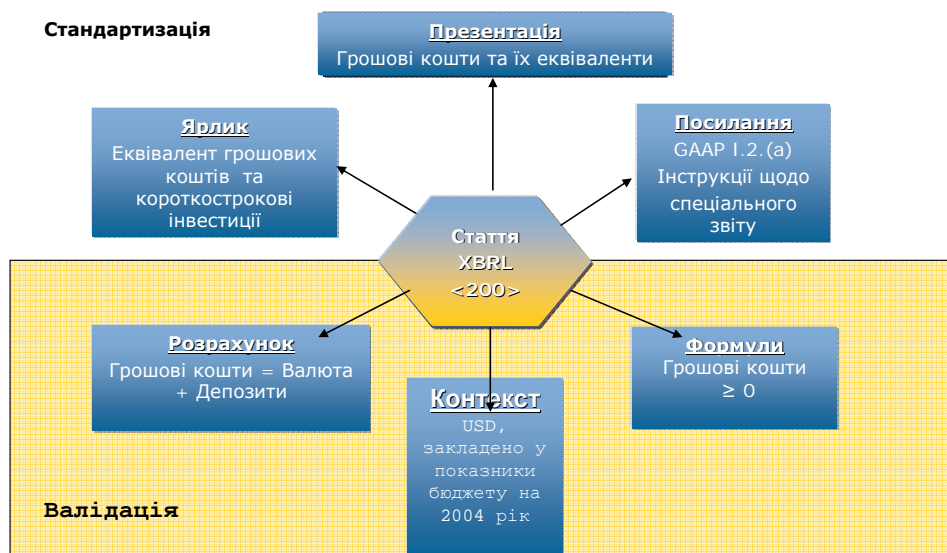 Стандартизація
Презентація
Грошові кошти та їх еквіваленти
Ярлик
Еквівалент грошових
коштів та
короткострокові
інвестиції
Посилання
GAAP I.2.(a)
Інструкції щодо
спеціального
звіту
Стаття
XBRL
<200>
Розрахунок
Грошові кошти = Валюта
+ Депозити
Контекст
USD,
закладено у
показники
бюджету на
2004 рік
Формули
Грошові кошти
≥ 0
Валідація